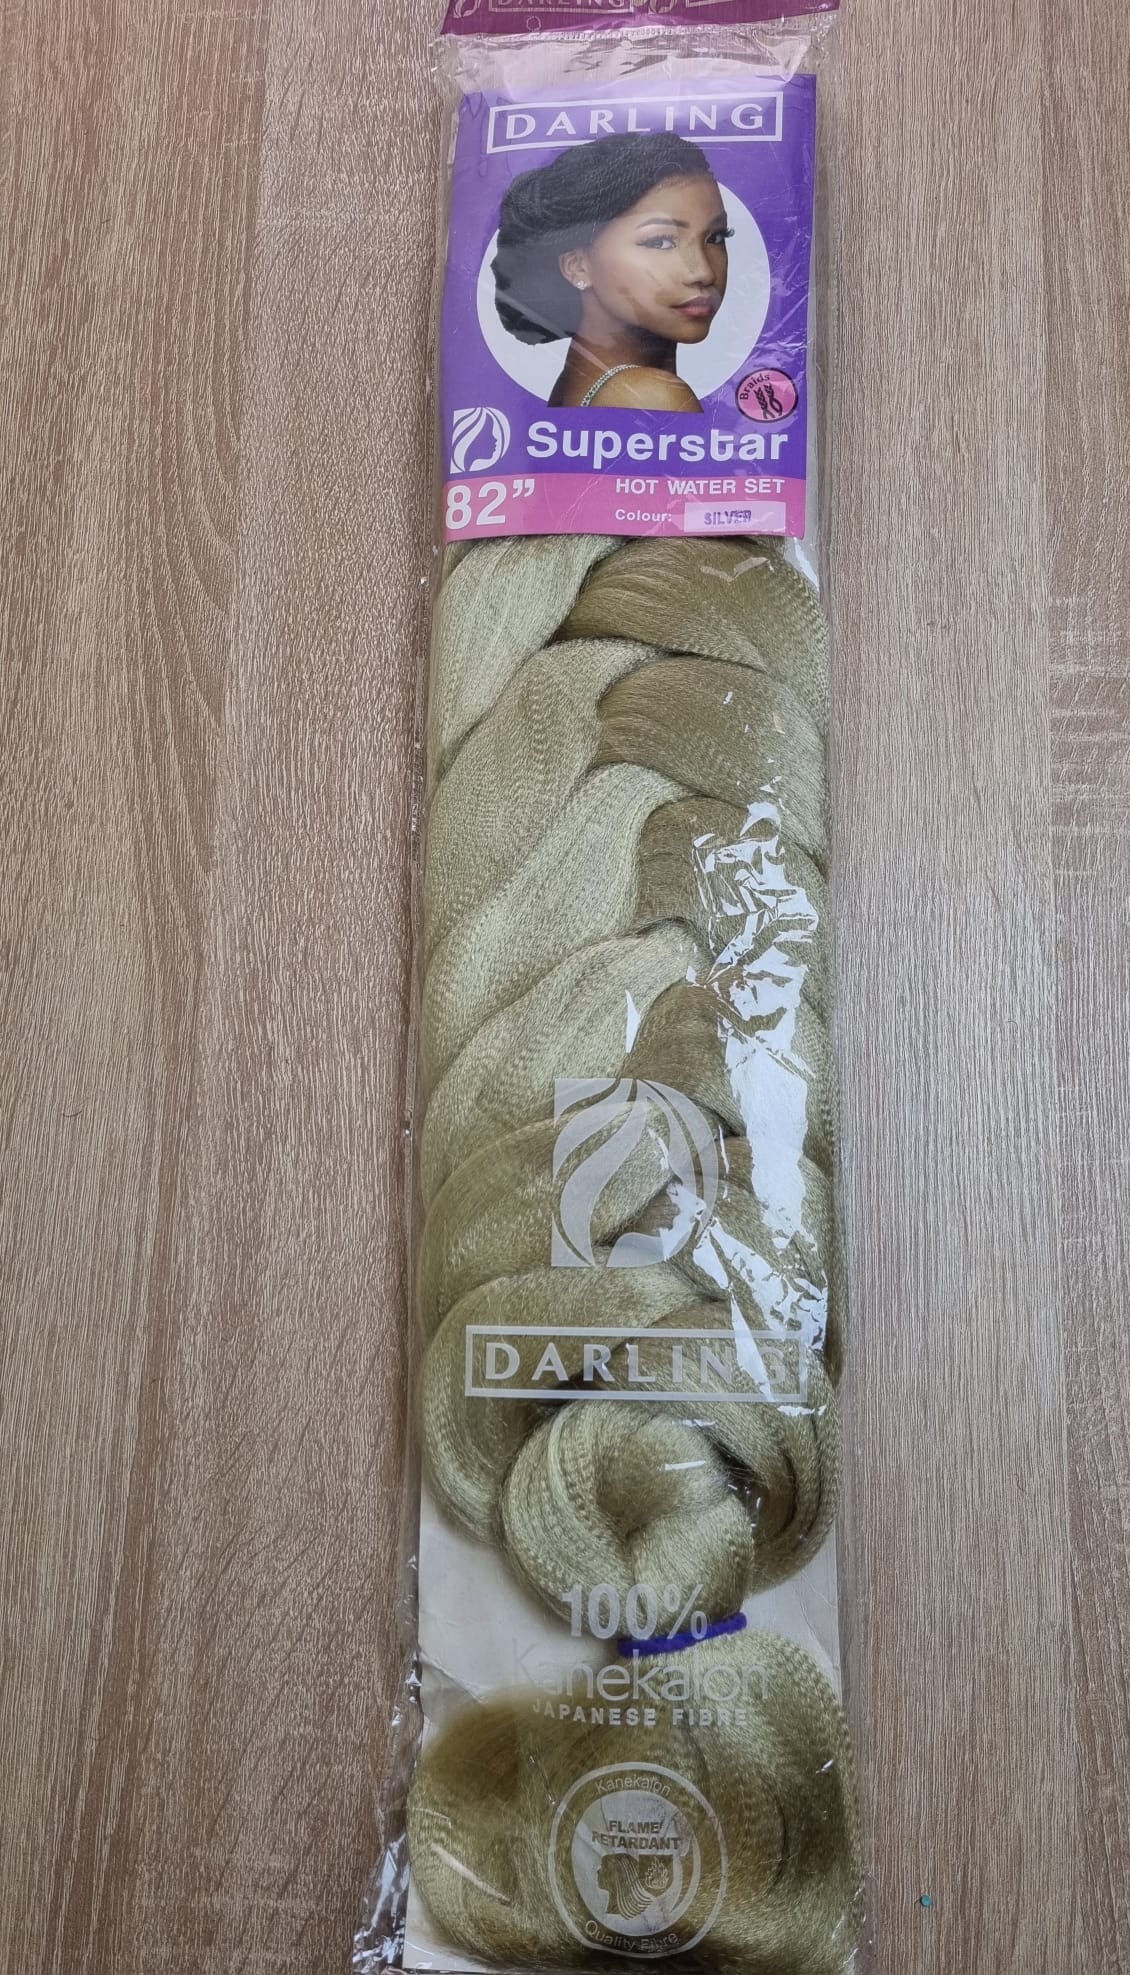 DARLING
DARLING
Braids
Superstar
82”
HOT WATER SET
Colour: SILVER
DARLING
100%
Kanekalon
JAPANESE FIBRE
Kanekalon
FLAME
RETARDANT
Quality Fibre